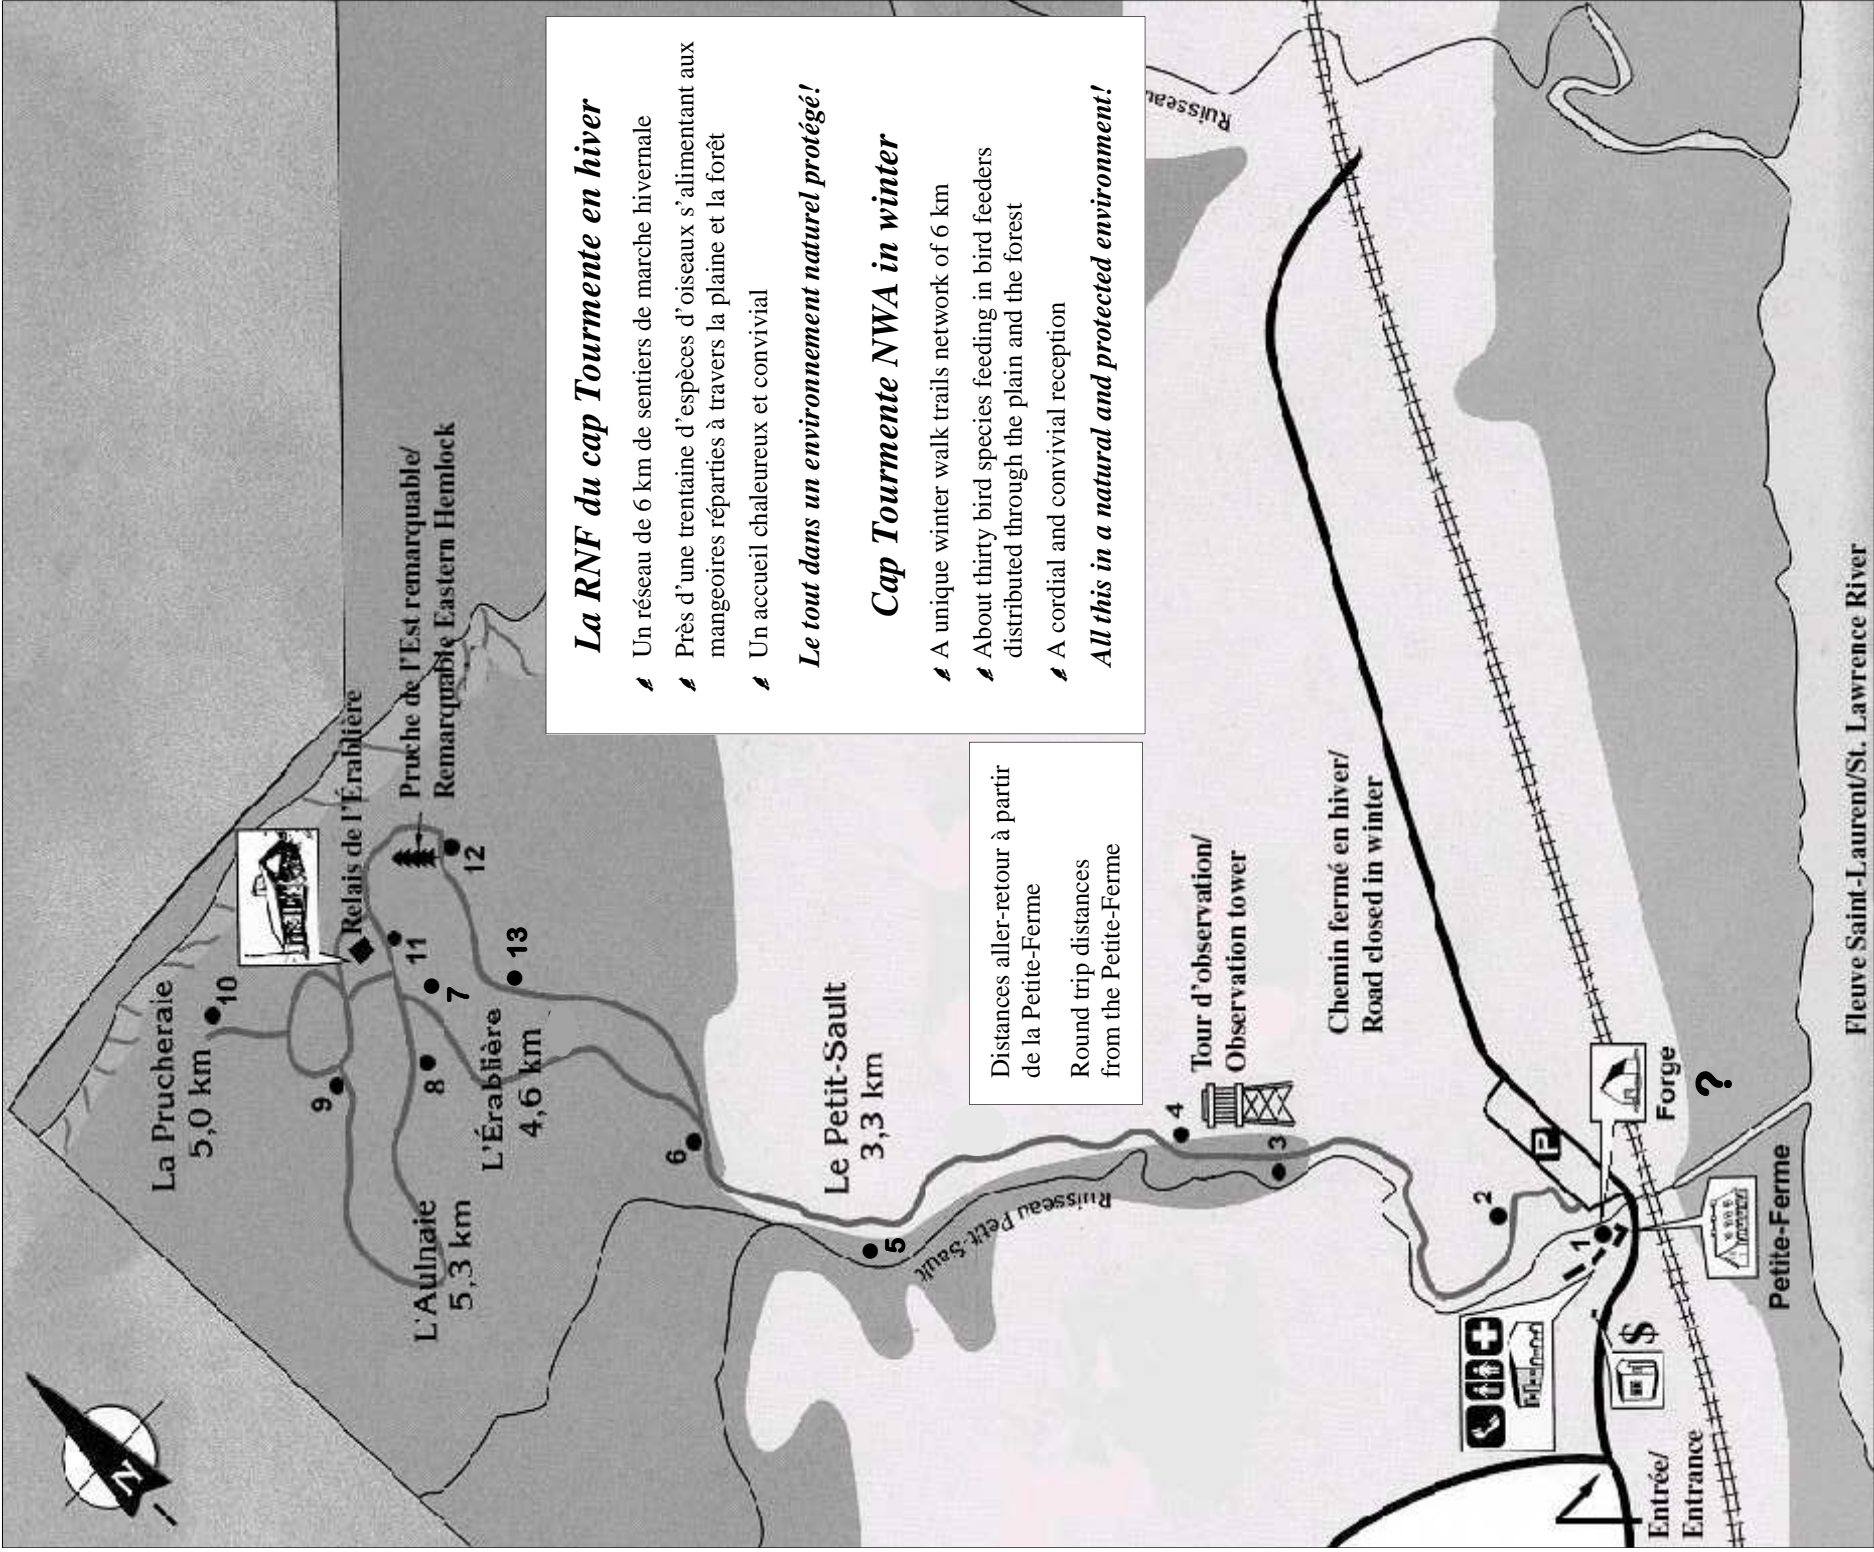 La RNF du cap Tourmente en hiver
Un réseau de 6 km de sentiers de marche hivernale
Près d'une trentaine d'espèces d'oiseaux s'alimentant aux
mangeoires réparties à travers la plaine et la forêt
Un accueil chaleureux et convivial
Le tout dans un environnement naturel protégé!
Cap Tourmente NWA in winter
A unique winter walk trails network of 6 km
About thirty bird species feeding in bird feeders
distributed through the plain and the forest
A cordial and convivial reception
All this in a natural and protected environment!
Distances aller-retour à partir
de la Petite-Ferme
Round trip distances
from the Petite-Ferme
N
La Prucheraie
5,0 km
10
9
Relais de l'Érablière
Pruche de l'Est remarquable/
Remarquable Eastern Hemlock
11
12
7
13
8
L'Érablière
4,6 km
L'Aulnaie
5,3 km
6
Le Petit-Sault
3,3 km
5
Ruisseau Petit-Sault
4
Tour d'observation/
Observation tower
3
Chemin fermé en hiver/
Road closed in winter
Ruisseau
2
P
1
Forge
?
Petite-Ferme
$
Entrée/
Entrance
Fleuve Saint-Laurent/St. Lawrence River